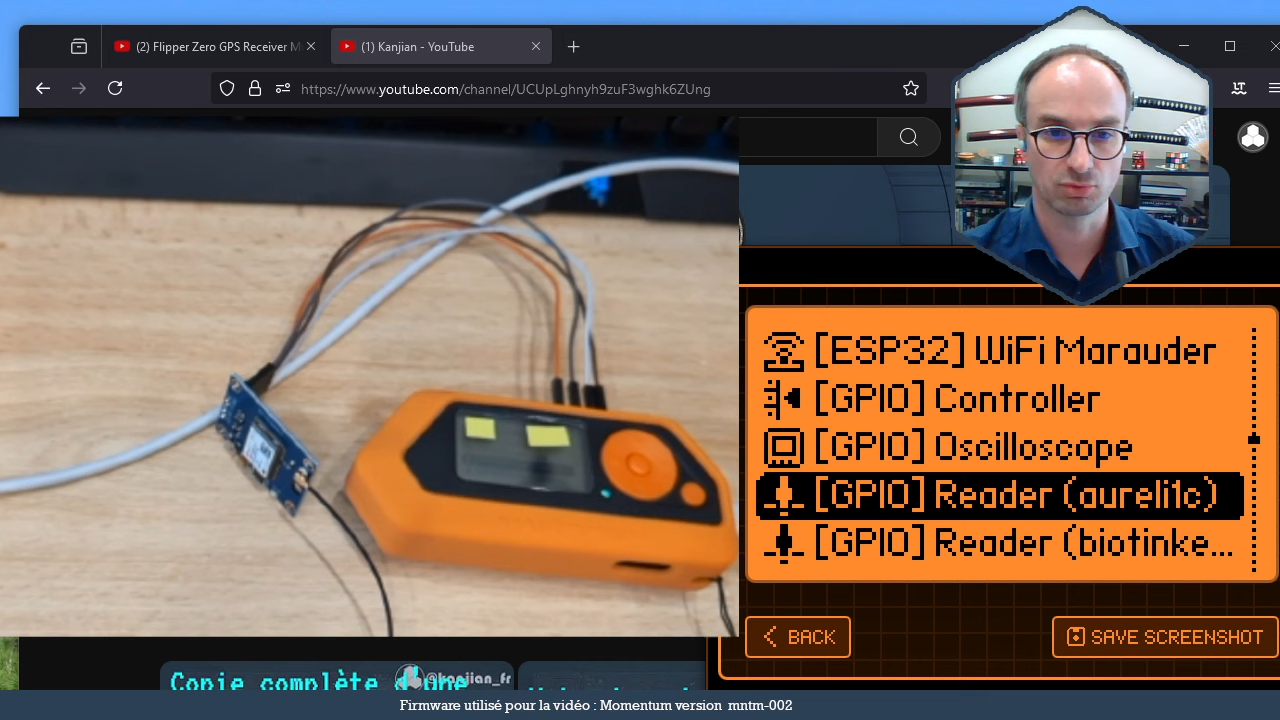 (2) Flipper Zero GPS Receiver M
(1) Kanjian - YouTube
https://www.youtube.com/channel/UCUpLghnyh9zuF3wghk6ZUng
[ESP32] WiFi Marauder
[GPIO] Controller
[GPIO] Oscilloscope
[GPIO] Reader (aureli1c)
[GPIO] Reader (biotinke...
BACK
SAVE SCREENSHOT
Copie complète d'une
@kanjian_fr
Firmware utilisé pour la vidéo : Momentum version mntm-002